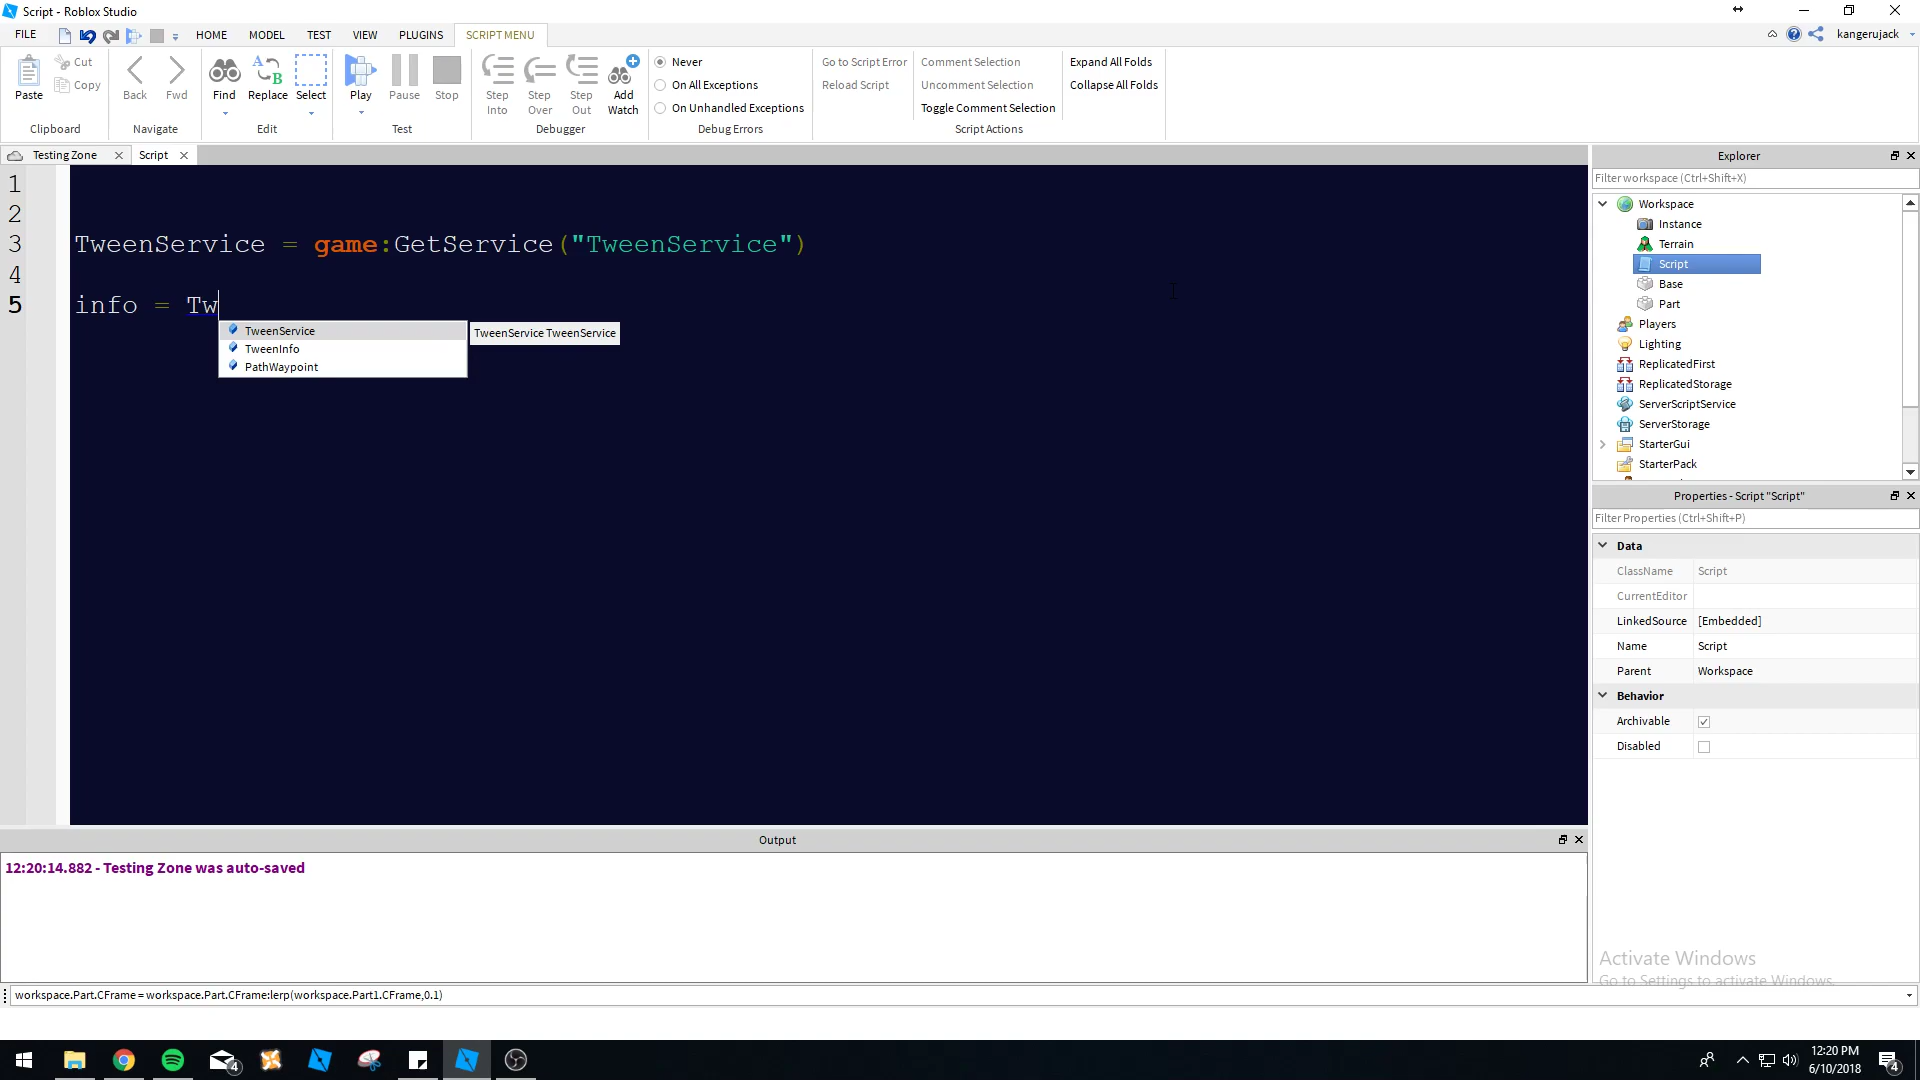 Script - Roblox Studio
FILE
HOME
MODEL
TEST
VIEW
PLUGINS
SCRIPT MENU
kangerujack
Paste
Cut
Copy
Clipboard
Back
Fwd
Navigate
Find
Replace
Select
Edit
Play
Pause
Stop
Test
Step Into
Step Over
Step Out
Add Watch
Debugger
Never
On All Exceptions
On Unhandled Exceptions
Debug Errors
Go to Script Error
Reload Script
Comment Selection
Uncomment Selection
Toggle Comment Selection
Script Actions
Expand All Folds
Collapse All Folds
Testing Zone
Script
1
2
3 TweenService = game:GetService("TweenService")
4
5 info = Tw
TweenService
TweenInfo
PathWaypoint
TweenService TweenService
Explorer
Filter workspace (Ctrl+Shift+X)
Workspace
Instance
Terrain
Script
Base
Part
Players
Lighting
ReplicatedFirst
ReplicatedStorage
ServerScriptService
ServerStorage
StarterGui
StarterPack
Properties - Script "Script"
Filter Properties (Ctrl+Shift+P)
Data
ClassName Script
CurrentEditor
LinkedSource [Embedded]
Name Script
Parent Workspace
Behavior
Archivable
Disabled
Output
12:20:14.882 - Testing Zone was auto-saved
Activate Windows
Go to Settings to activate Windows.
workspace.Part.CFrame = workspace.Part.CFrame:lerp(workspace.Part1.CFrame,0.1)
4
12:20 PM
6/10/2018
4